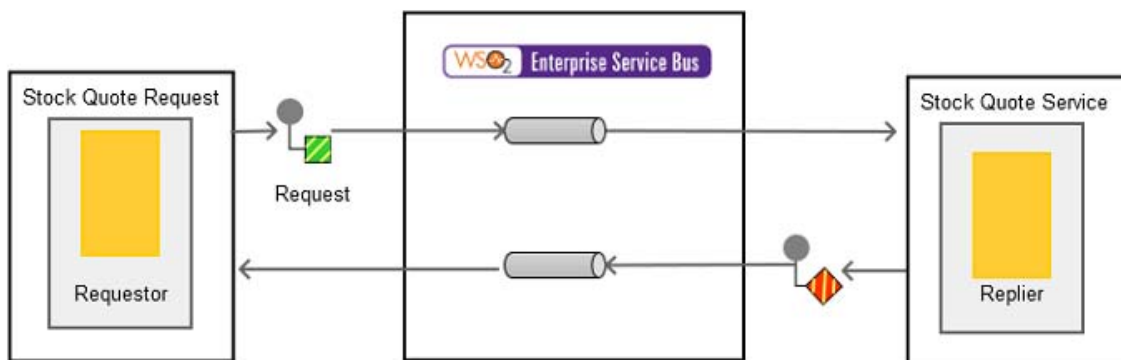 WSO2 Enterprise Service Bus
Stock Quote Request
Stock Quote Service
Request
Requestor
Replier